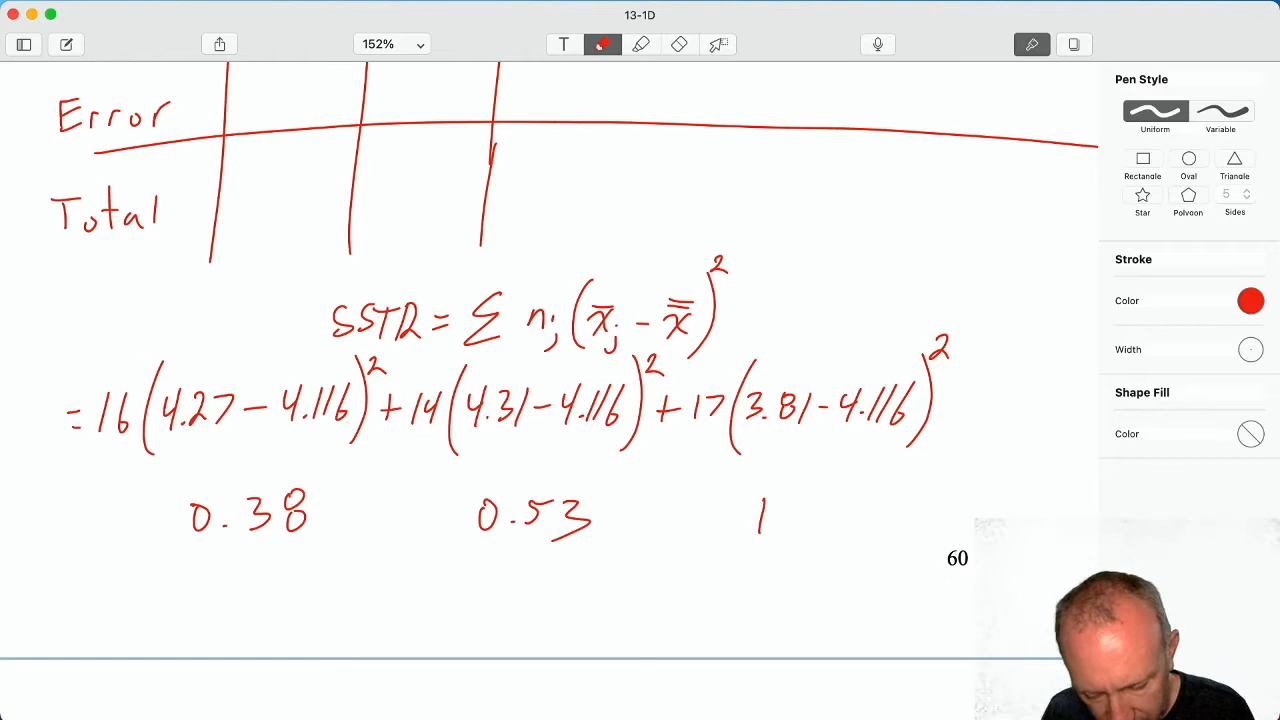 13-1D
152%
T
Pen Style
Uniform Variable
Rectangle Oval Triangle
5
Star Polygon Sides
Stroke
Color
Width
Shape Fill
Color
Error
Total
SSTR = Σ nj (x̄j − x̿)²
= 16(4.27 − 4.116)² + 14(4.31 − 4.116)² + 17(3.81 − 4.116)²
0.38 0.53 1
60